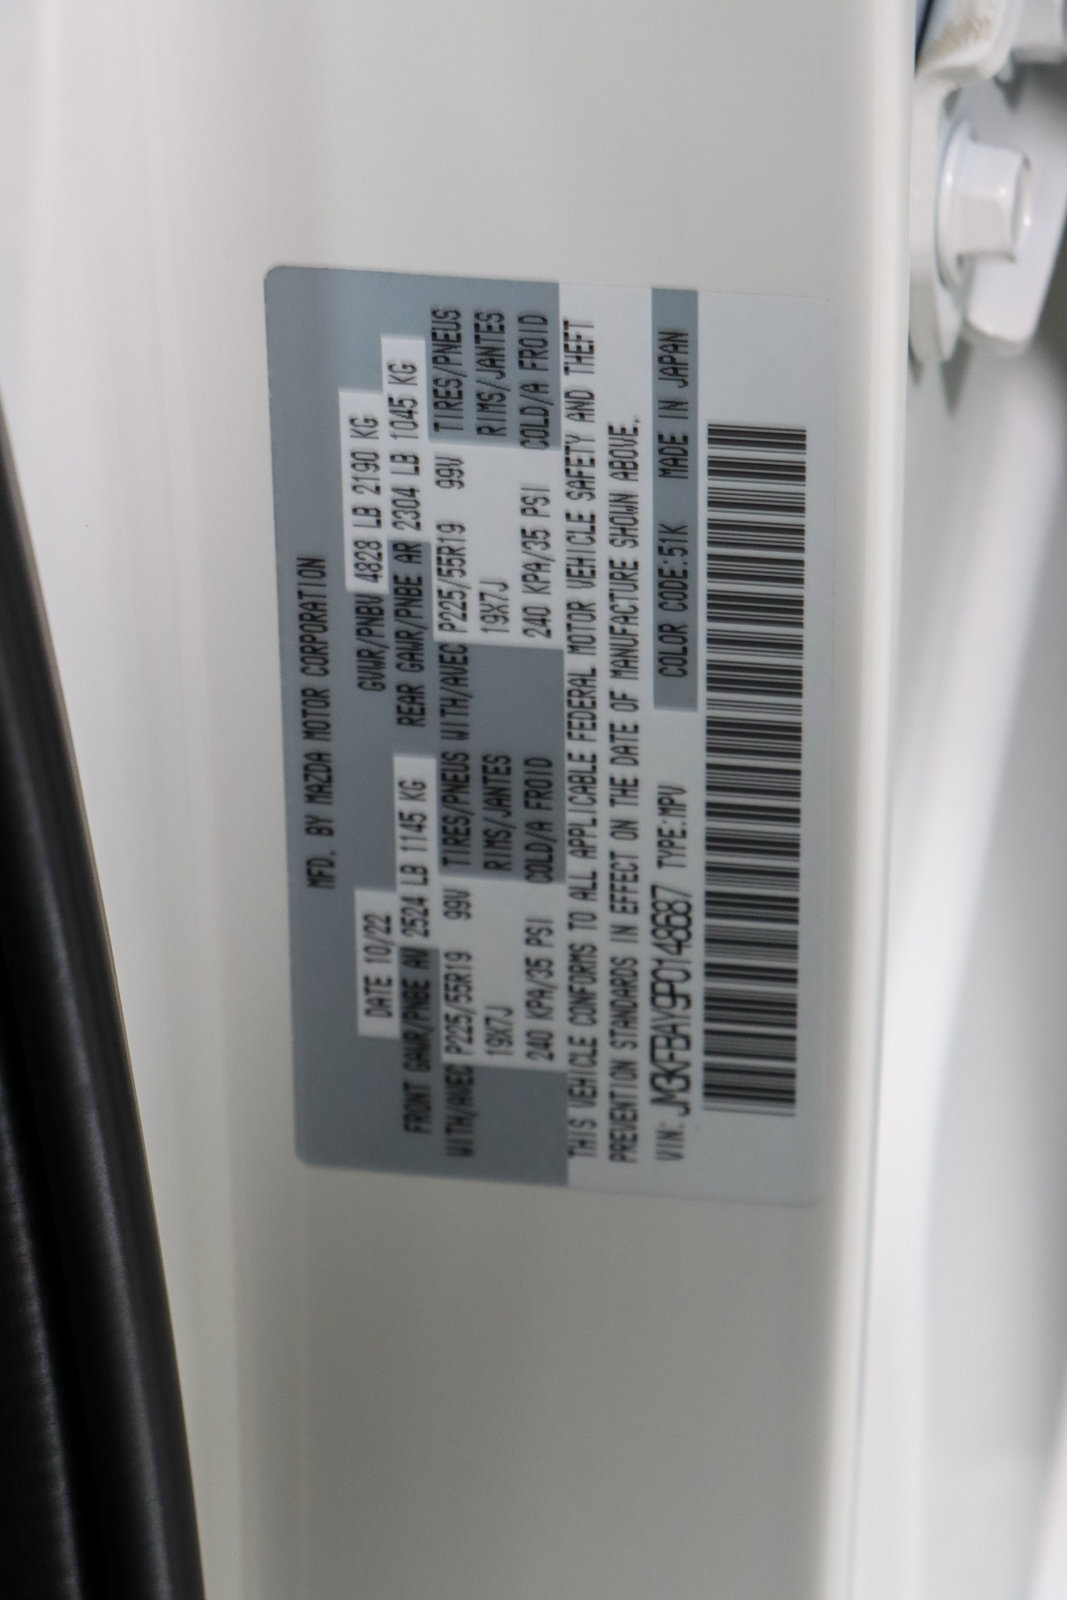 MFD. BY MAZDA MOTOR CORPORATION
DATE 10/22 GVWR/PNBV 4828 LB 2190 KG
FRONT GAWR/PNBE AV 2524 LB 1145 KG REAR GAWR/PNBE AR 2304 LB 1045 KG
WITH/AVEC P225/55R19 99V TIRES/PNEUS WITH/AVEC P225/55R19 99V TIRES/PNEUS
19X7J RIMS/JANTES 19X7J RIMS/JANTES
240 KPA/35 PSI COLD/A FROID 240 KPA/35 PSI COLD/A FROID
THIS VEHICLE CONFORMS TO ALL APPLICABLE FEDERAL MOTOR VEHICLE SAFETY AND THEFT
PREVENTION STANDARDS IN EFFECT ON THE DATE OF MANUFACTURE SHOWN ABOVE.
VIN: JM3KFBAY9P0148687 TYPE:MPV COLOR CODE:51K MADE IN JAPAN